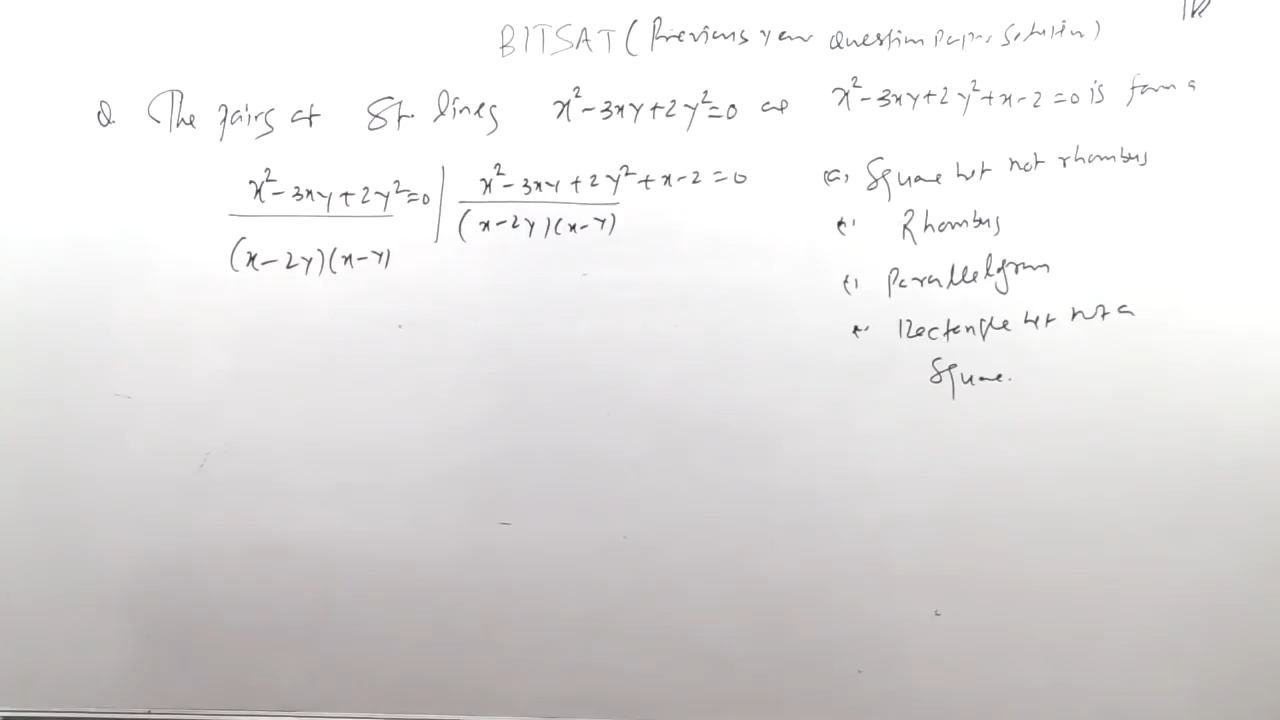 BITSAT (Previous year Question Paper Solution)
Q. The pairs of St. lines x²-3xy+2y²=0 and x²-3xy+2y²+x-2=0 is form a
x²-3xy+2y²=0 | x²-3xy+2y²+x-2=0
(x-2y)(x-y) (x-2y)(x-y)
(a) Square but not rhombus
Rhombus
Parallelgram
Rectangle but not a
Square.